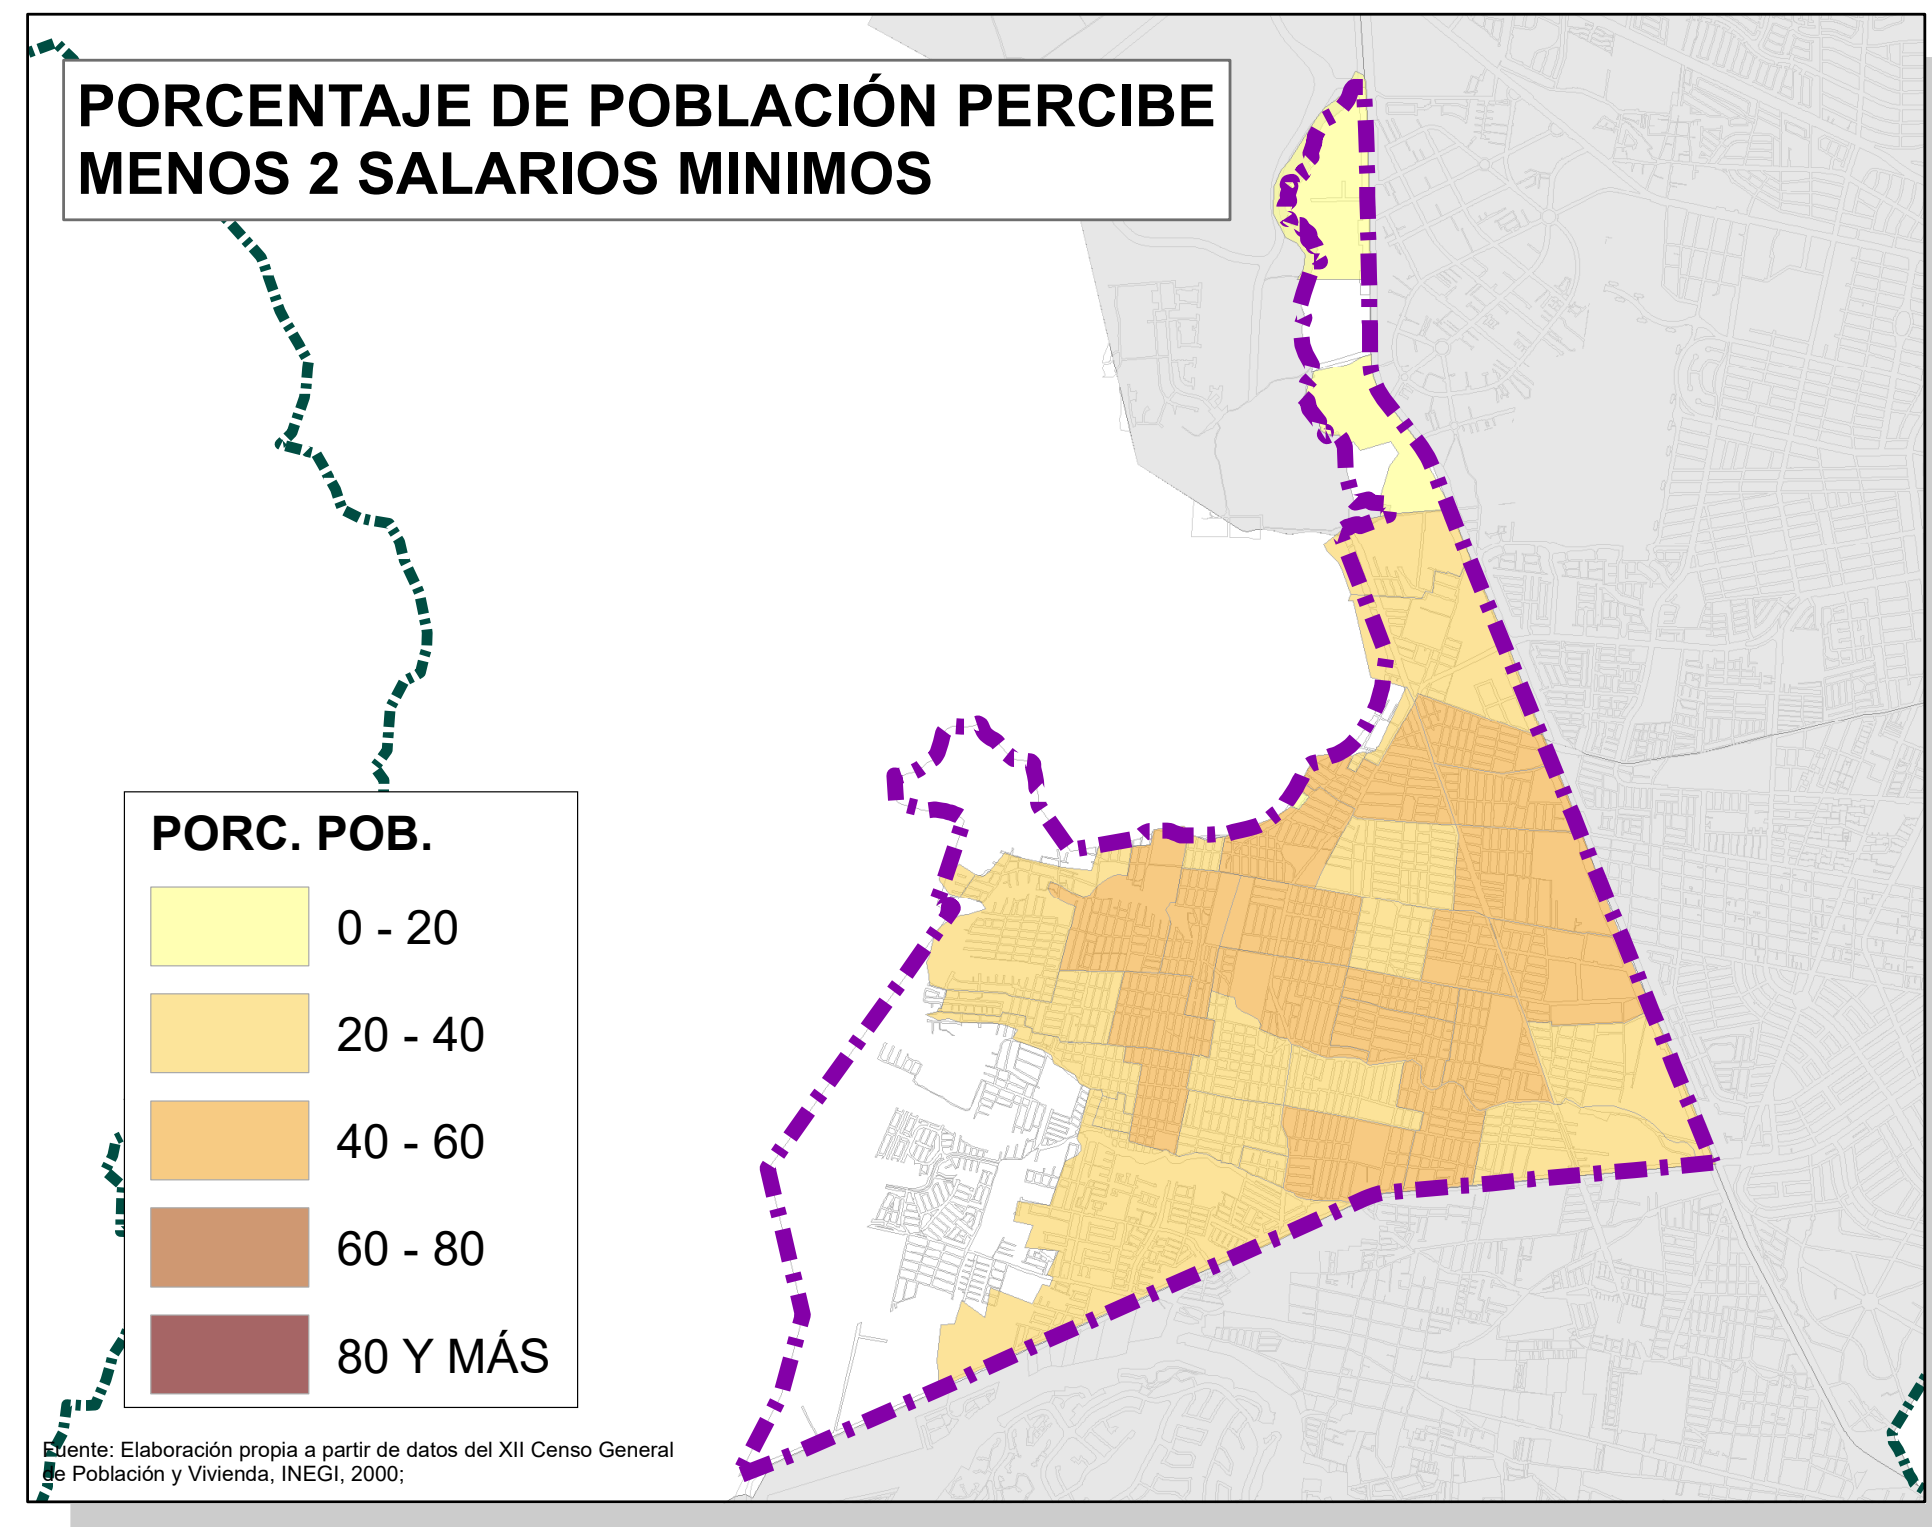 PORCENTAJE DE POBLACIÓN PERCIBE
MENOS 2 SALARIOS MINIMOS
PORC. POB.
0 - 20
20 - 40
40 - 60
60 - 80
80 Y MÁS
Fuente: Elaboración propia a partir de datos del XII Censo General
de Población y Vivienda, INEGI, 2000;